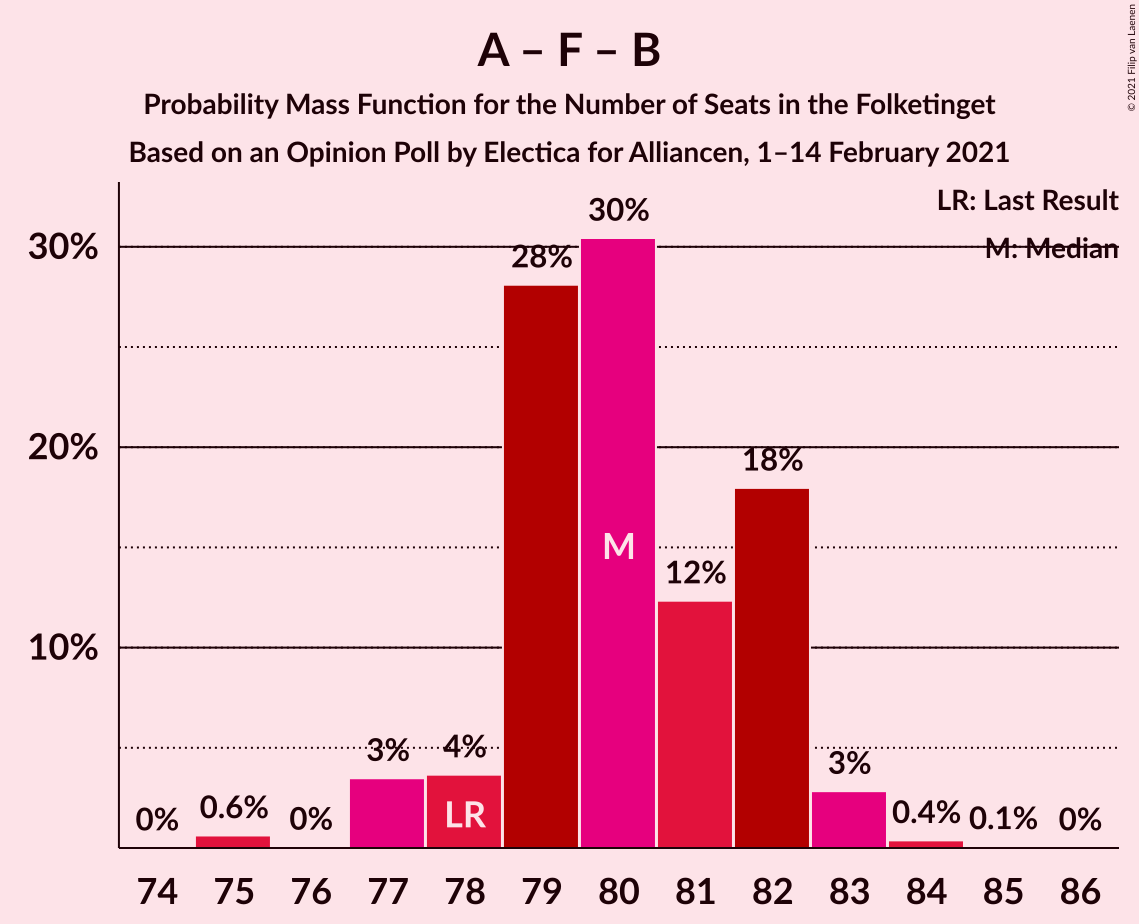 A – F – B
Probability Mass Function for the Number of Seats in the Folketinget
Based on an Opinion Poll by Electica for Alliancen, 1–14 February 2021
© 2021 Filip van Laenen
LR: Last Result
M: Median
30%
20%
10%
0%
0.6%
0%
3%
4%
28%
30%
12%
18%
3%
0.4%
0.1%
0%
LR
M
74 75 76 77 78 79 80 81 82 83 84 85 86